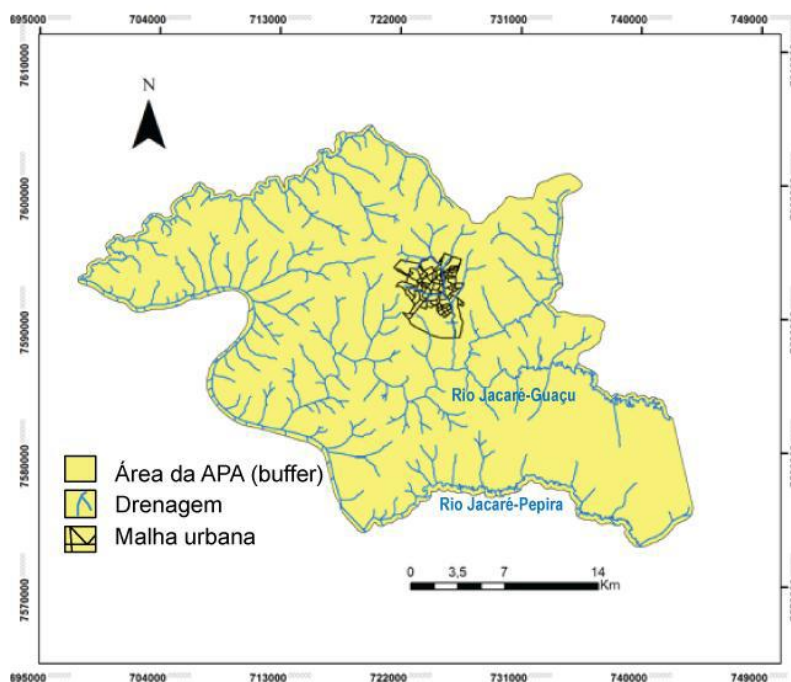 695000 704000 713000 722000 731000 740000 749000
7610000
N
7600000
7590000
Rio Jacaré-Guaçu
7580000
Área da APA (buffer)
Drenagem
Rio Jacaré-Pepira
Malha urbana
0 3,5 7 14
Km
7570000
695000 704000 713000 722000 731000 740000 749000